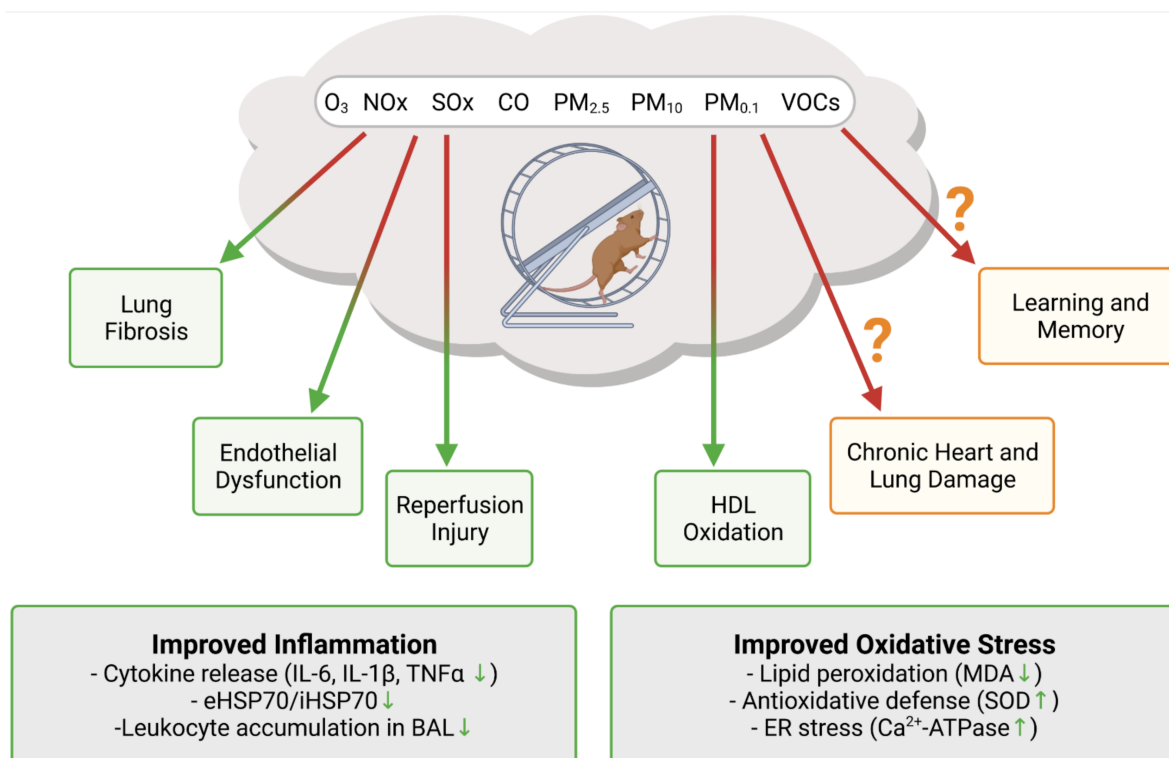 O₃ NOx SOx CO PM₂.₅ PM₁₀ PM₀.₁ VOCs
?
?
Lung
Fibrosis
Learning and
Memory
Endothelial
Dysfunction
Chronic Heart and
Lung Damage
Reperfusion
Injury
HDL
Oxidation
Improved Inflammation
- Cytokine release (IL-6, IL-1β, TNFα ↓)
- eHSP70/iHSP70↓
-Leukocyte accumulation in BAL↓
Improved Oxidative Stress
- Lipid peroxidation (MDA↓)
- Antioxidative defense (SOD↑)
- ER stress (Ca²⁺-ATPase↑)